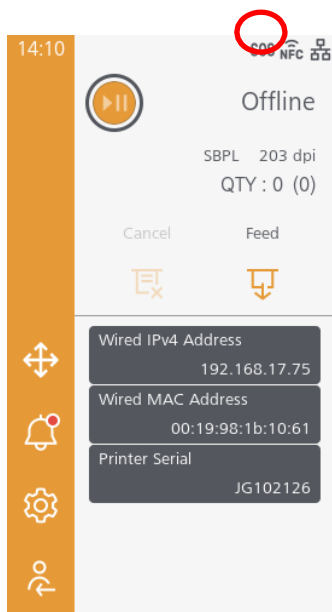 14:10
SOS NFC
Offline
SBPL 203 dpi
QTY : 0 (0)
Cancel Feed
Wired IPv4 Address
192.168.17.75
Wired MAC Address
00:19:98:1b:10:61
Printer Serial
JG102126